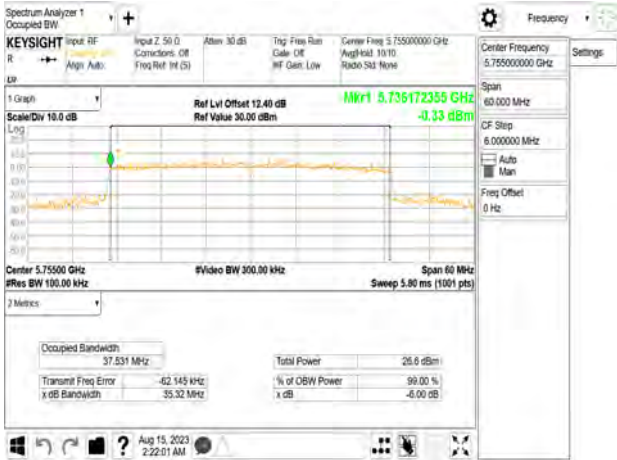 Spectrum Analyzer 1
Occupied BW
Frequency
KEYSIGHT Input: RF
R
Align: Auto
Input Z: 50 Ω
Corrections: Off
Freq Ref: Int (S)
Atten: 30 dB
Trig: Free Run
Gate: Off
#IF Gain: Low
Center Freq: 5.755000000 GHz
Avg|Hold: 10/10
Radio Std: None
Center Frequency
5.755000000 GHz
Settings
Span
60.000 MHz
CF Step
6.000000 MHz
Auto
Man
Freq Offset
0 Hz
1 Graph
Scale/Div 10.0 dB
Log
Ref Lvl Offset 12.40 dB
Ref Value 30.00 dBm
Mkr1 5.736172355 GHz
-0.33 dBm
Center 5.75500 GHz
#Res BW 100.00 kHz
#Video BW 300.00 kHz
Span 60 MHz
Sweep 5.80 ms (1001 pts)
2 Metrics
Occupied Bandwidth
37.531 MHz
Total Power
26.6 dBm
Transmit Freq Error
-62.145 kHz
% of OBW Power
99.00 %
x dB Bandwidth
35.32 MHz
x dB
-6.00 dB
Aug 15, 2023
2:22:01 AM